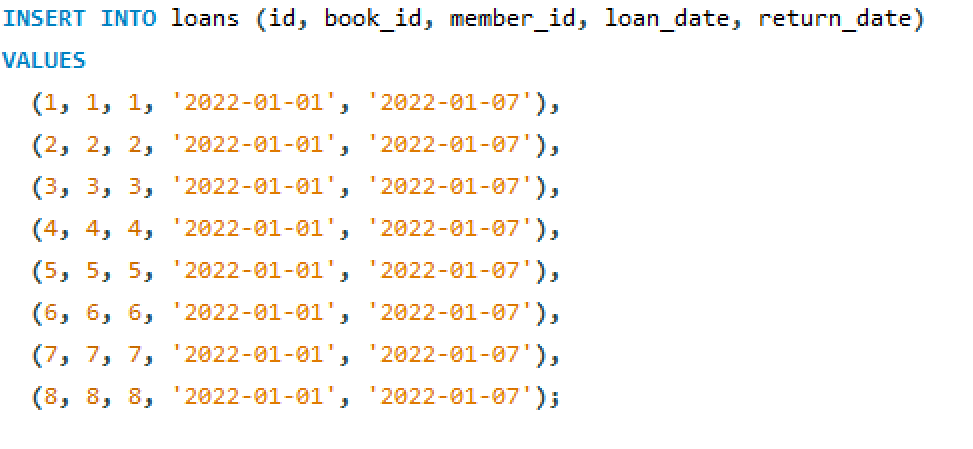 INSERT INTO loans (id, book_id, member_id, loan_date, return_date)
VALUES
(1, 1, 1, '2022-01-01', '2022-01-07'),
(2, 2, 2, '2022-01-01', '2022-01-07'),
(3, 3, 3, '2022-01-01', '2022-01-07'),
(4, 4, 4, '2022-01-01', '2022-01-07'),
(5, 5, 5, '2022-01-01', '2022-01-07'),
(6, 6, 6, '2022-01-01', '2022-01-07'),
(7, 7, 7, '2022-01-01', '2022-01-07'),
(8, 8, 8, '2022-01-01', '2022-01-07');